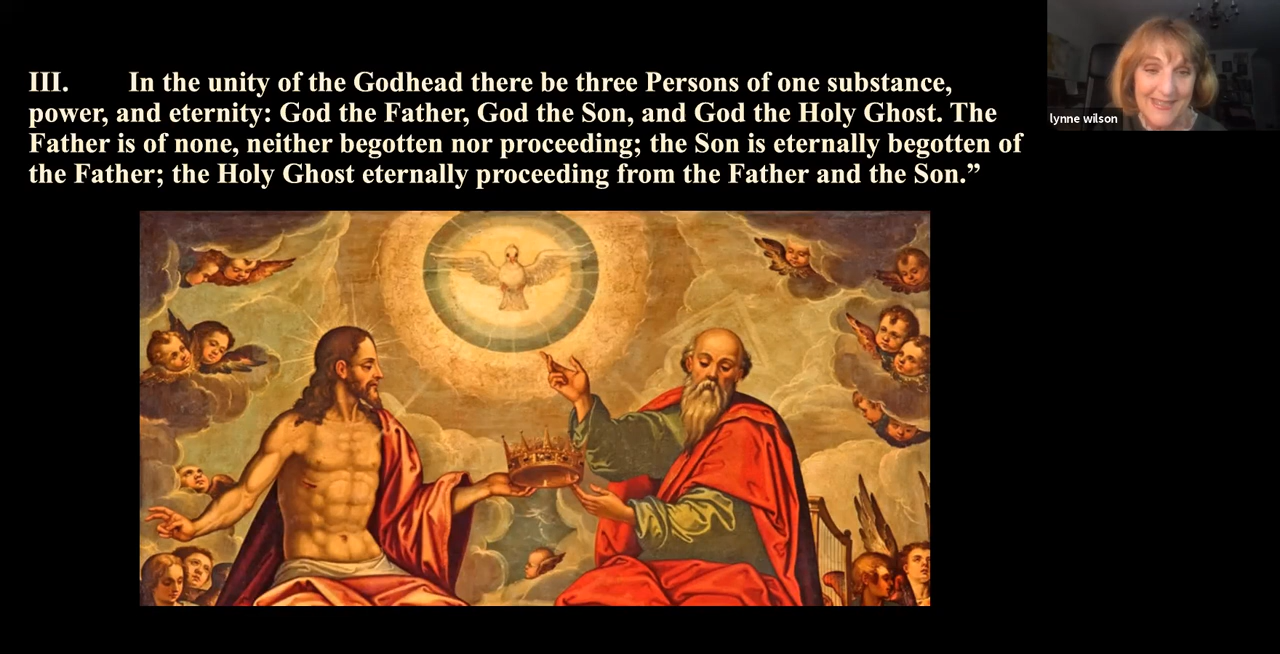 III. In the unity of the Godhead there be three Persons of one substance,
power, and eternity: God the Father, God the Son, and God the Holy Ghost. The
Father is of none, neither begotten nor proceeding; the Son is eternally begotten of
the Father; the Holy Ghost eternally proceeding from the Father and the Son.”
lynne wilson